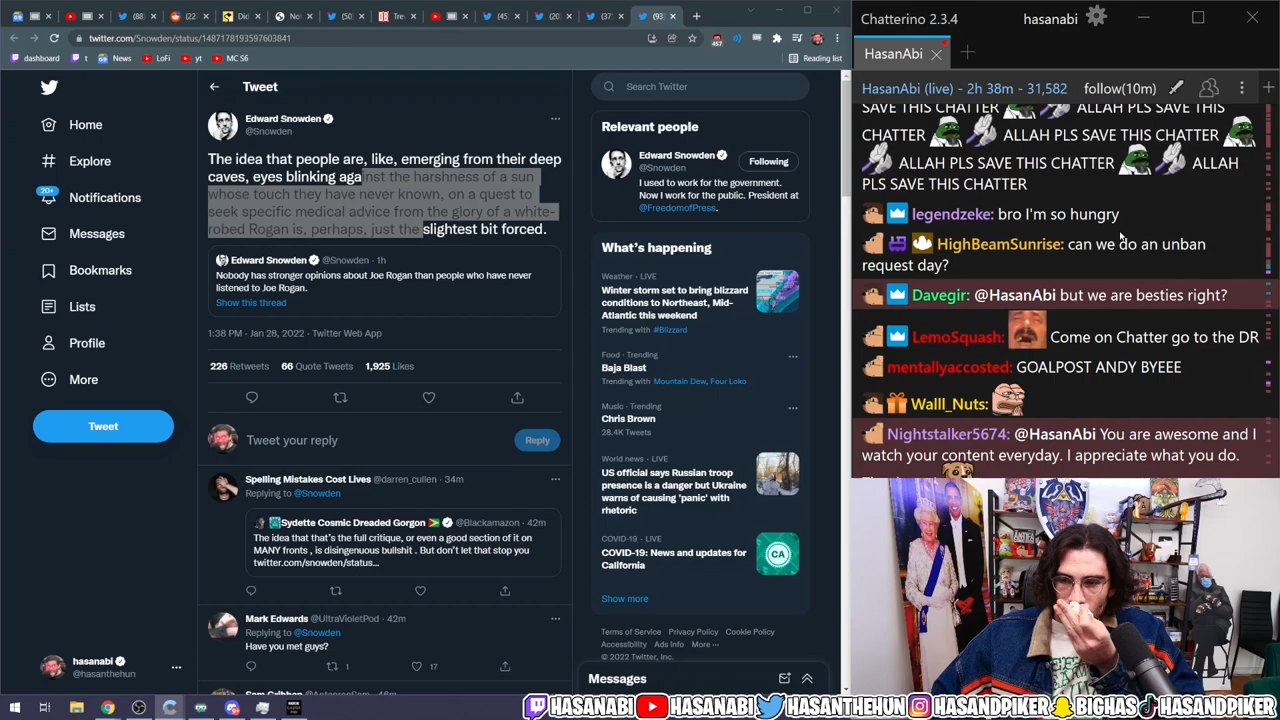 (88)
(22
Did
No
(50)
Tre
(45
(20
(37)
(93
twitter.com/Snowden/status/1487178193597603841
457
dashboard
t
News
LoFi
yt
MC S6
Reading list
Home
Explore
20+
Notifications
Messages
Bookmarks
Lists
Profile
More
Tweet
hasanabi
@hasanthehun
Tweet
Edward Snowden
@Snowden
The idea that people are, like, emerging from their deep
caves, eyes blinking against the harshness of a sun
whose touch they have never known, on a quest to
seek specific medical advice from the glory of a white-
robed Rogan is, perhaps, just the slightest bit forced.
Edward Snowden @Snowden · 1h
Nobody has stronger opinions about Joe Rogan than people who have never
listened to Joe Rogan.
Show this thread
1:38 PM · Jan 28, 2022 · Twitter Web App
226 Retweets 66 Quote Tweets 1,925 Likes
Tweet your reply
Reply
Spelling Mistakes Cost Lives @darren_cullen · 34m
Replying to @Snowden
Sydette Cosmic Dreaded Gorgon @Blackamazon · 42m
The idea that that's the full critique, or even a good section of it on
MANY fronts , is disingenuous bullshit . But don't let that stop you
twitter.com/snowden/status…
Mark Edwards @UltraVioletPod · 42m
Replying to @Snowden
Have you met guys?
1
17
Search Twitter
Relevant people
Edward Snowden
@Snowden
Following
I used to work for the government.
Now I work for the public. President at
@FreedomofPress.
What's happening
Weather · LIVE
Winter storm set to bring blizzard
conditions to Northeast, Mid-
Atlantic this weekend
Trending with #Blizzard
Food · Trending
Baja Blast
Trending with Mountain Dew, Four Loko
Music · Trending
Chris Brown
28.4K Tweets
World news · LIVE
US official says Russian troop
presence is a danger but Ukraine
warns of causing 'panic' with
rhetoric
COVID-19 · LIVE
COVID-19: News and updates for
California
CA
Show more
Terms of Service Privacy Policy Cookie Policy
Accessibility Ads info More ···
© 2022 Twitter, Inc.
Messages
Chatterino 2.3.4
hasanabi
HasanAbi
HasanAbi (live) - 2h 38m - 31,582
follow(10m)
SAVE THIS CHATTER ALLAH PLS SAVE THIS
CHATTER ALLAH PLS SAVE THIS CHATTER
ALLAH PLS SAVE THIS CHATTER ALLAH
PLS SAVE THIS CHATTER
legendzeke: bro I'm so hungry
HighBeamSunrise: can we do an unban
request day?
Davegir: @HasanAbi but we are besties right?
LemoSquash: Come on Chatter go to the DR
mentallyaccosted: GOALPOST ANDY BYEEE
Walll_Nuts:
Nightstalker5674: @HasanAbi You are awesome and I
watch your content everyday. I appreciate what you do.
HASANABI HASANABI HASANTHEHUN HASANDPIKER BIGHAS HASANDPIKER